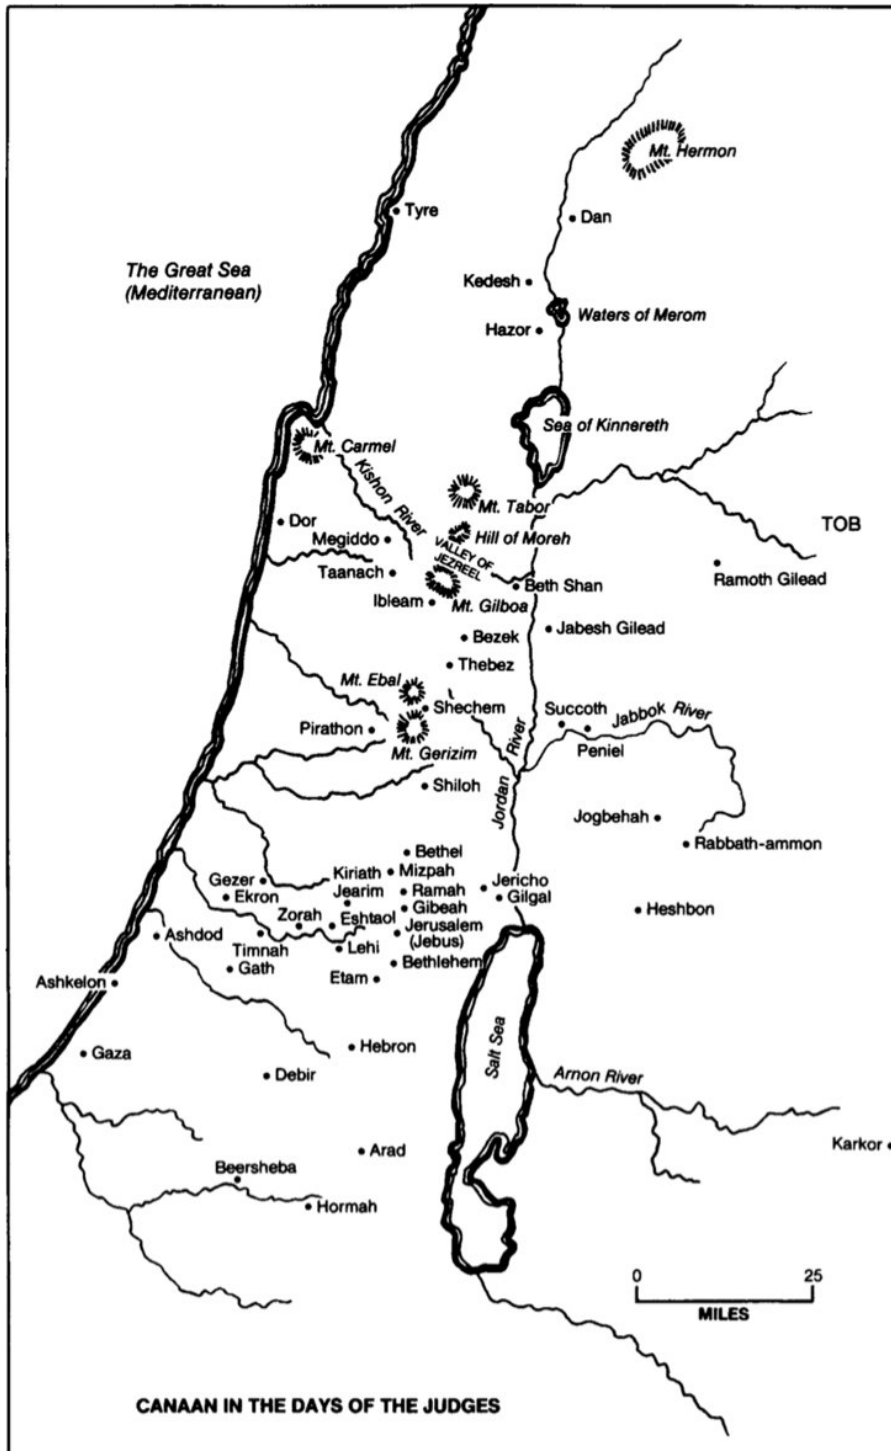 Mt. Hermon
Tyre
Dan
The Great Sea
(Mediterranean)
Kedesh
Waters of Merom
Hazor
Sea of Kinnereth
Mt. Carmel
Kishon River
Mt. Tabor
Dor
TOB
Hill of Moreh
Megiddo
VALLEY OF
JEZREEL
Taanach
Ramoth Gilead
Beth Shan
Ibleam
Mt. Gilboa
Jabesh Gilead
Bezek
Thebez
Mt. Ebal
Shechem
Succoth
Jabbok River
Pirathon
Mt. Gerizim
Peniel
Jordan River
Shiloh
Jogbehah
Rabbath-ammon
Bethel
Kiriath
Jearim
Mizpah
Gezer
Jericho
Ekron
Ramah
Gilgal
Gibeah
Heshbon
Zorah
Eshtaol
Jerusalem
(Jebus)
Ashdod
Timnah
Lehi
Gath
Bethlehem
Etam
Ashkelon
Salt Sea
Hebron
Gaza
Debir
Arnon River
Karkor
Arad
Beersheba
Hormah
0 25
MILES
CANAAN IN THE DAYS OF THE JUDGES